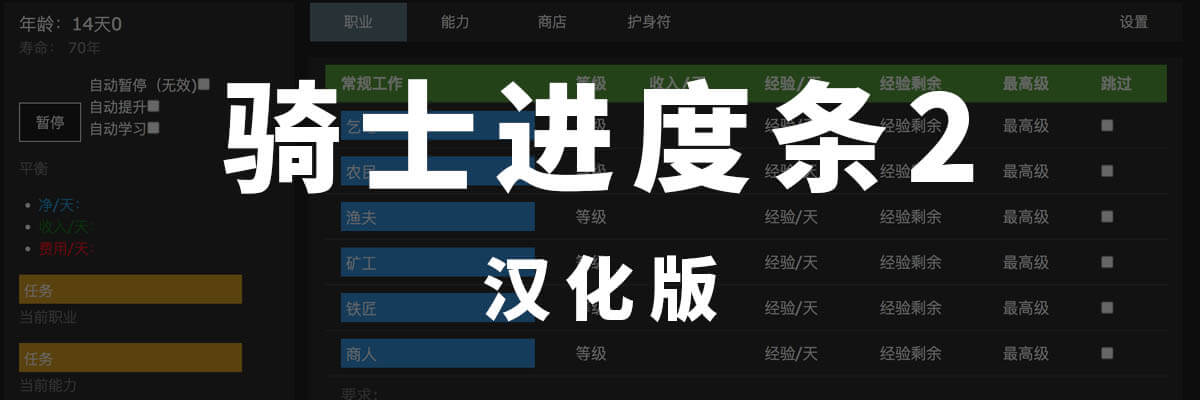 年龄：14天0
寿命： 70年
自动暂停（无效)
自动提升
自动学习
暂停
平衡
净/天:
收入/天:
费用/天:
任务
当前职业
任务
当前能力
职业 能力 商店 护身符 设置
骑士进度条2
汉化版
常规工作 等级 收入/天 经验/天 经验剩余 最高级 跳过
经验/天 经验剩余 最高级
农民 经验/天 经验剩余 最高级
渔夫 等级 经验/天 经验剩余 最高级
矿工 等级 经验/天 经验剩余 最高级
铁匠 经验/天 经验剩余 最高级
商人 等级 经验/天 经验剩余 最高级
要求: